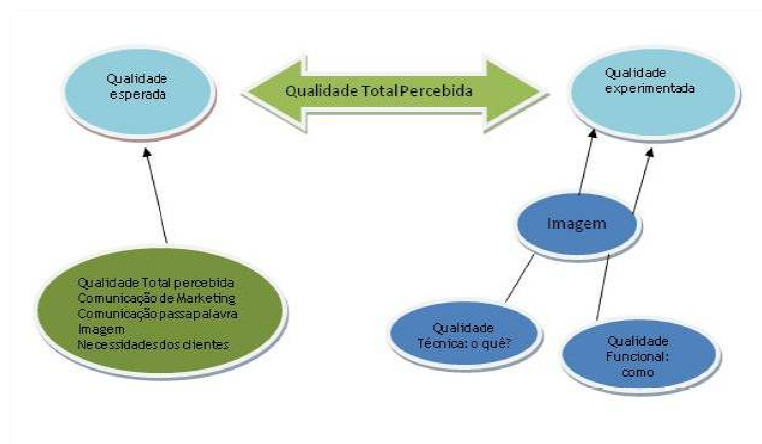 Qualidade
esperada
Qualidade Total Percebida
Qualidade
experimentada
Imagem
Qualidade Total percebida
Comunicação de Marketing
Comunicação passa palavra
Imagem
Necessidades dos clientes
Qualidade
Técnica: o quê?
Qualidade
Funcional:
como